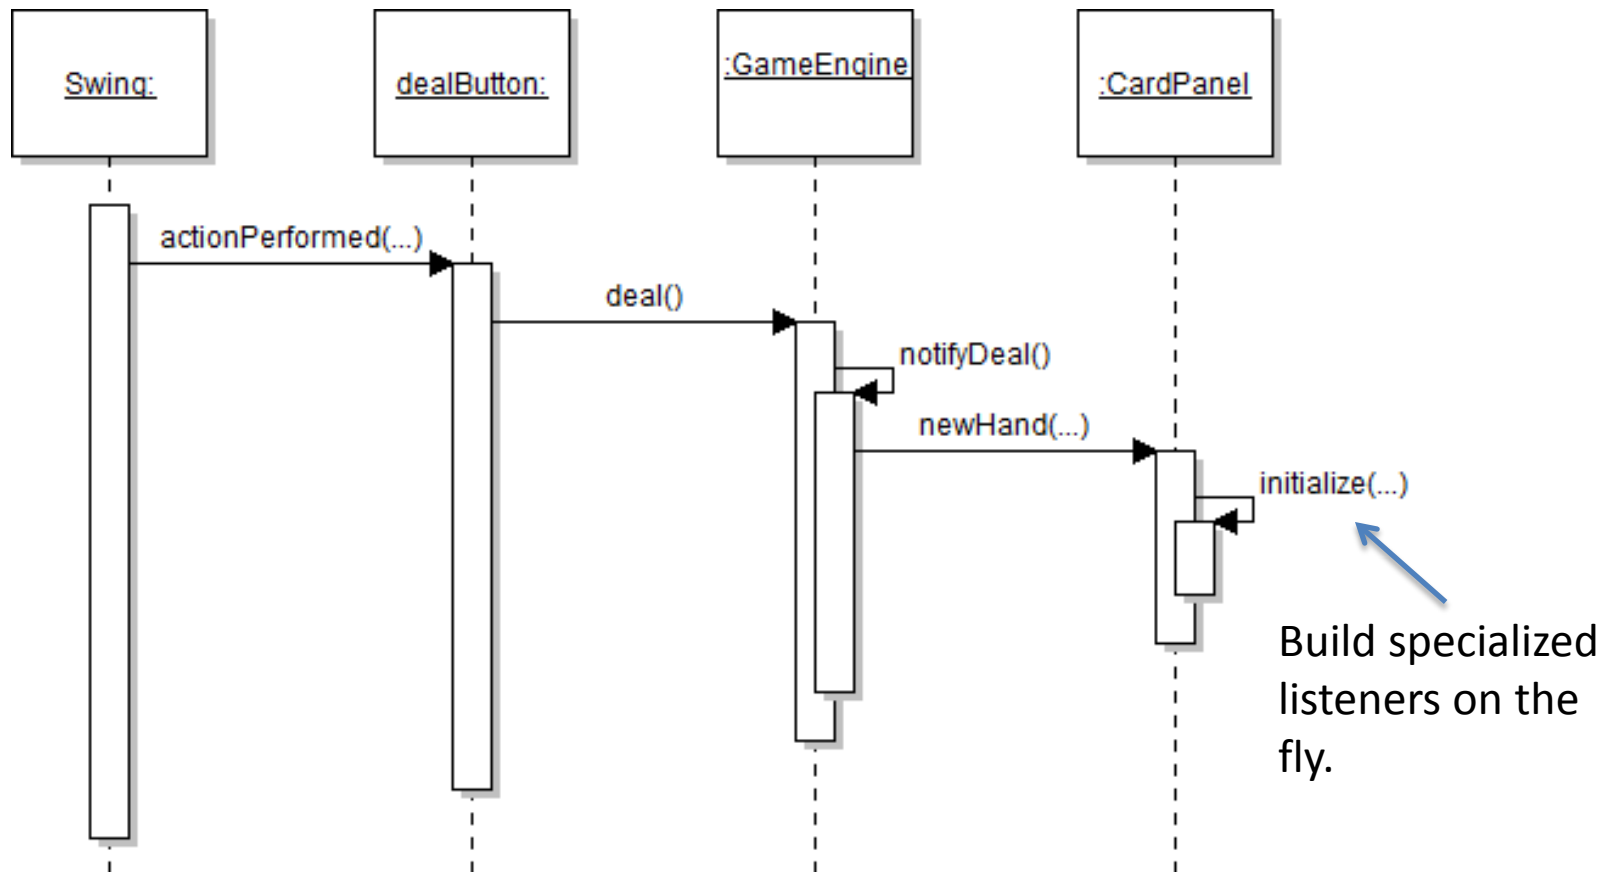 Swing:
dealButton:
:GameEngine
:CardPanel
actionPerformed(...)
deal()
notifyDeal()
newHand(...)
initialize(...)
Build specialized
listeners on the
fly.